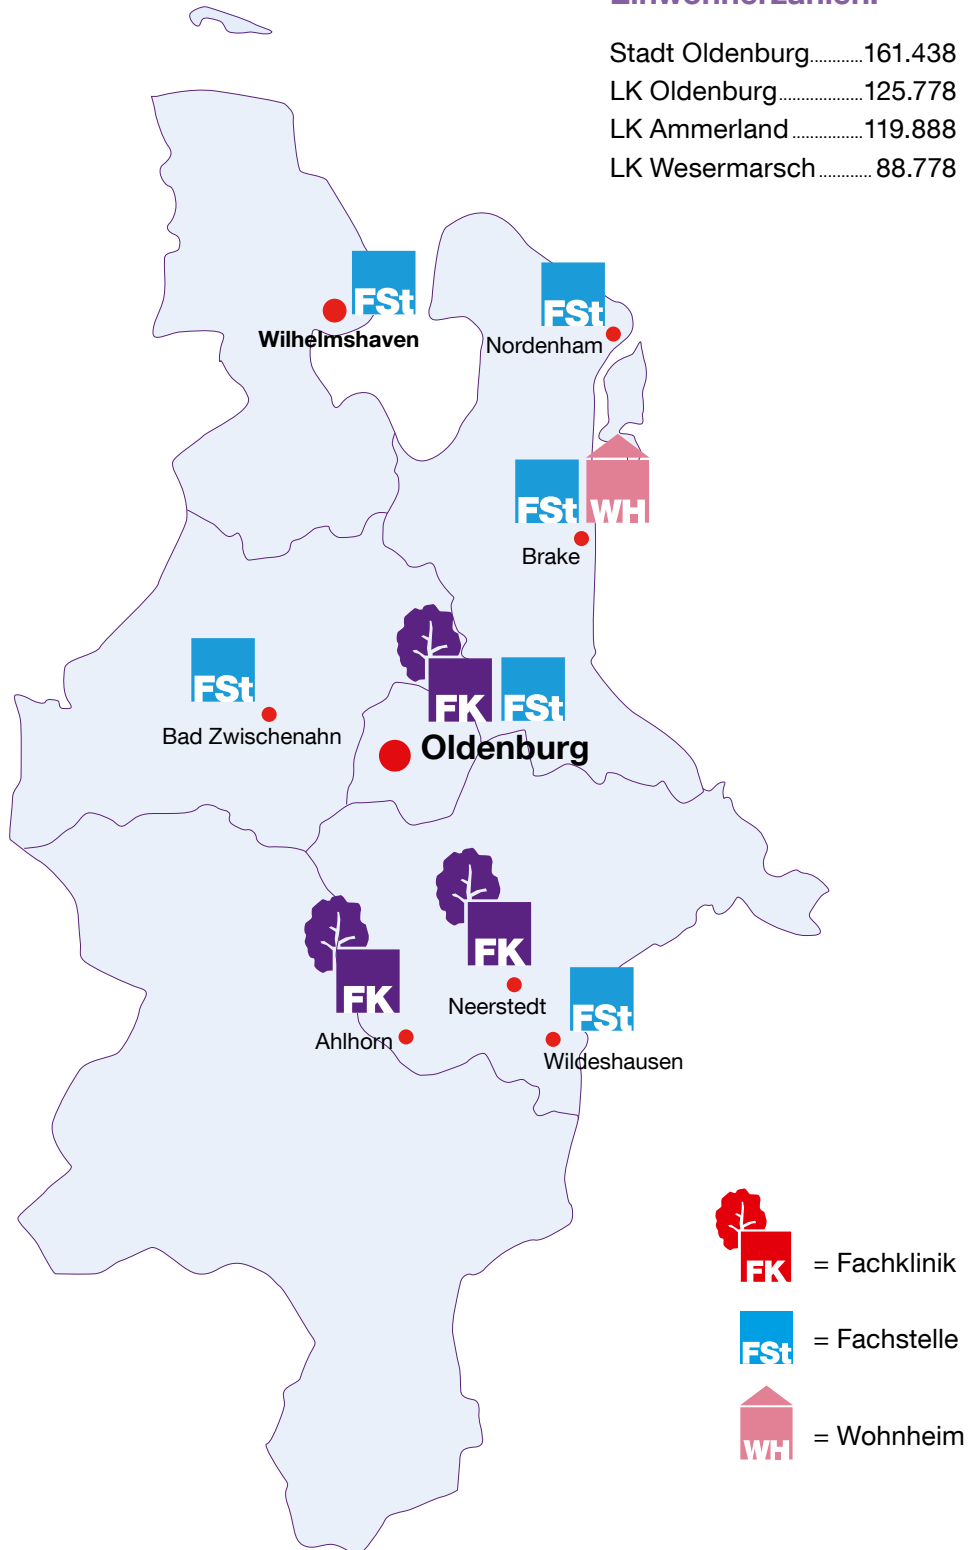 Einwohnerzahlen:
Stadt Oldenburg............161.438
LK Oldenburg...................125.778
LK Ammerland................119.888
LK Wesermarsch............ 88.778
FSt
Wilhelmshaven
FSt
Nordenham
FSt WH
Brake
FSt
Bad Zwischenahn
FK FSt
Oldenburg
FK
Neerstedt
FK
Ahlhorn
FSt
Wildeshausen
FK = Fachklinik
FSt = Fachstelle
WH = Wohnheim